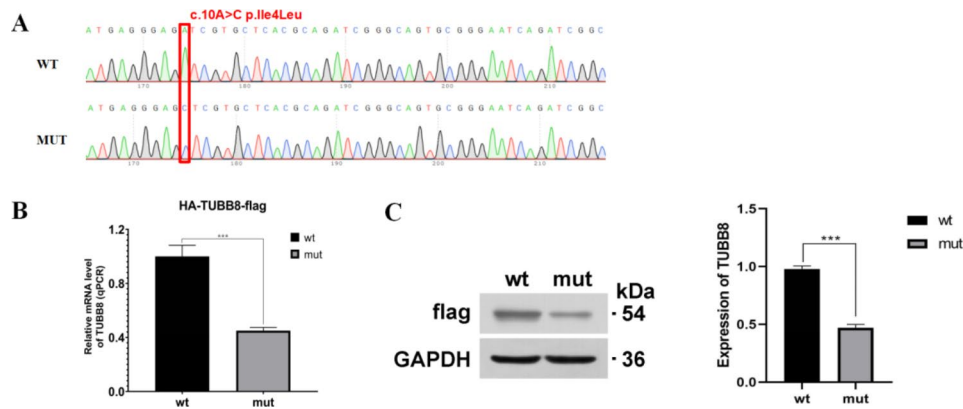 c.10A>C p.Ile4Leu
A
ATGAGGGAGATCGTGCTCACGCAGATCGGGCAGTGCGGGAATCAGATCGGC
WT
170 180 190 200 210
ATGAGGGAGCTCGTGCTCACGCAGATCGGGCAGTGCGGGAATCAGATCGGC
MUT
170 180 190 200 210
B
HA-TUBB8-flag
Relative mRNA level
of TUBB8 (qPCR)
1.2
0.8
0.4
0.0
***
wt
mut
wt mut
C
wt mut kDa
flag - 54
GAPDH - 36
Expression of TUBB8
1.5
1.0
0.5
0.0
***
wt
mut
wt mut